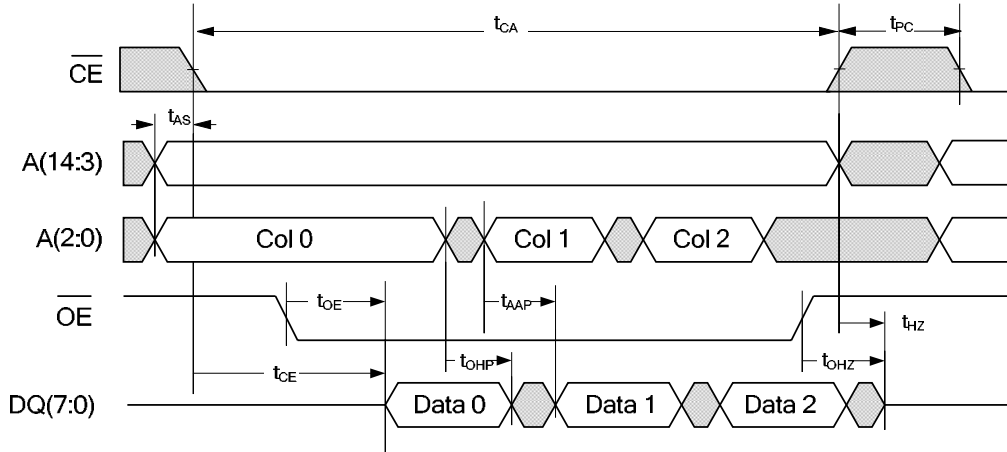 tCA
tPC
CE
tAS
A(14:3)
A(2:0)
Col 0
Col 1
Col 2
OE
tOE
tAAP
tHZ
tCE
tOHP
tOHZ
DQ(7:0)
Data 0
Data 1
Data 2